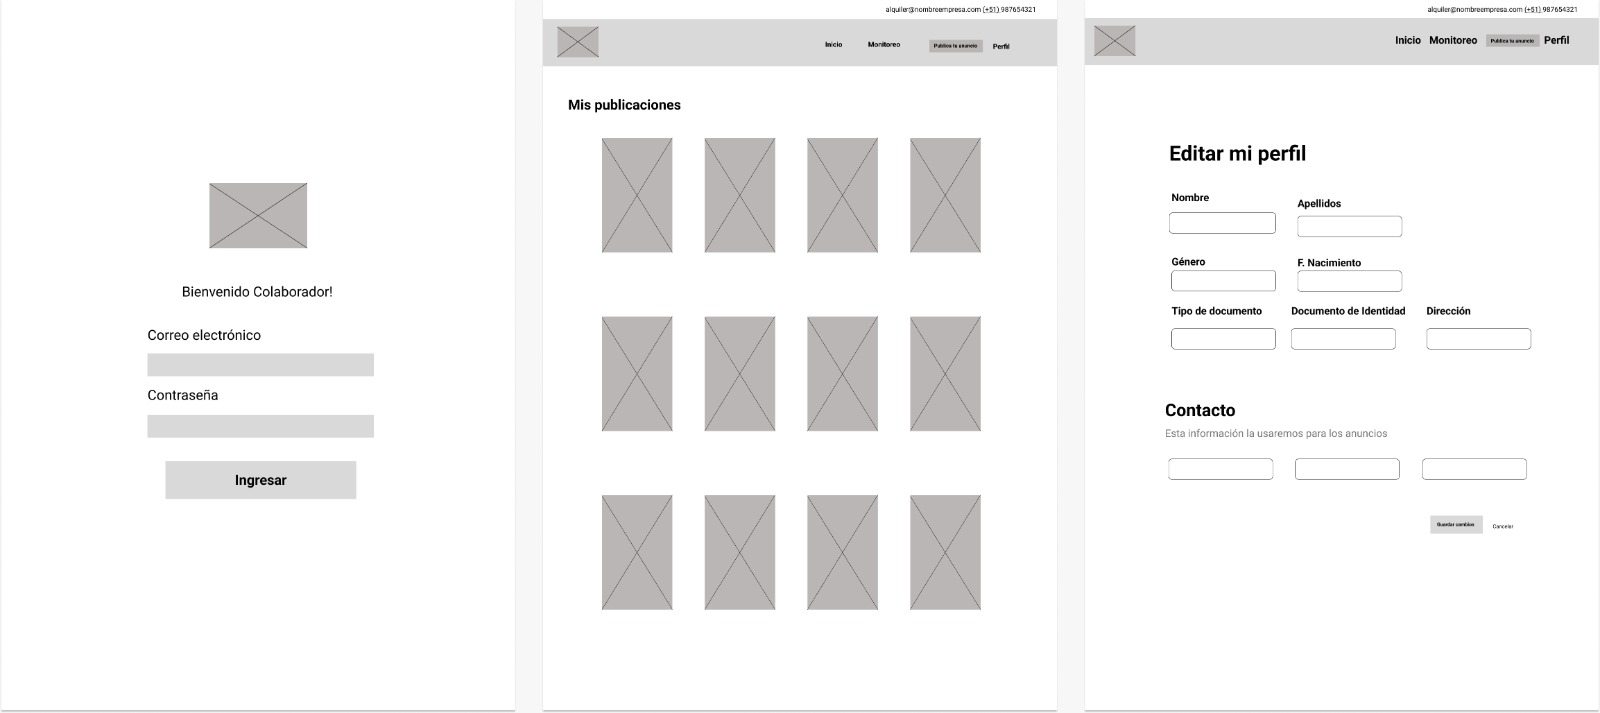 Bienvenido Colaborador!
Correo electrónico
Contraseña
Ingresar
alquiler@nombreempresa.com (+51) 987654321
Inicio Monitoreo Publica tu anuncio Perfil
Mis publicaciones
alquiler@nombreempresa.com (+51) 987654321
Inicio Monitoreo Publica tu anuncio Perfil
Editar mi perfil
Nombre Apellidos
Género F. Nacimiento
Tipo de documento Documento de Identidad Dirección
Contacto
Esta información la usaremos para los anuncios
Guardar cambios Cancelar